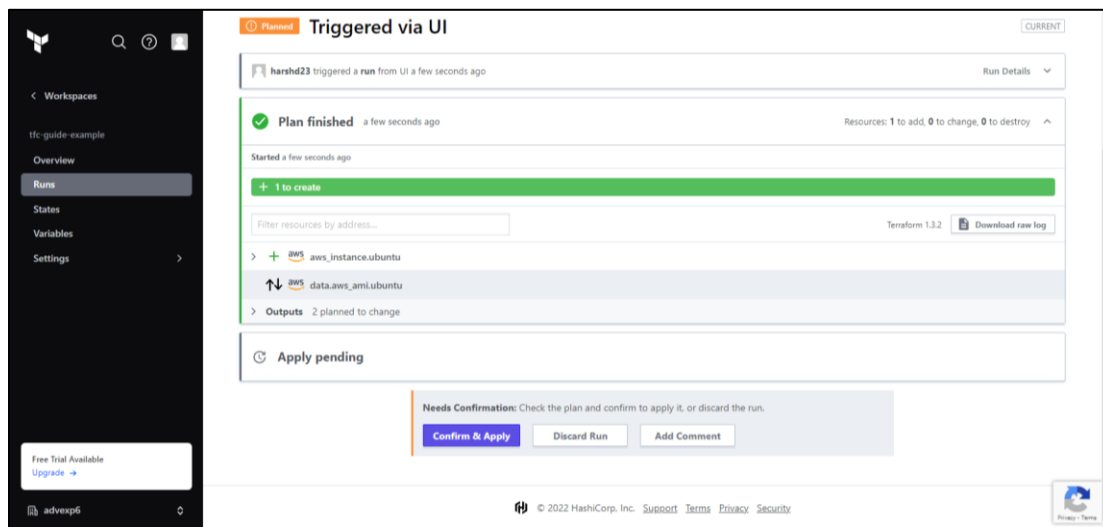 Planned Triggered via UI CURRENT
harshd23 triggered a run from UI a few seconds ago Run Details
< Workspaces
Plan finished a few seconds ago Resources: 1 to add, 0 to change, 0 to destroy
tfc-guide-example
Overview
Started a few seconds ago
Runs
+ 1 to create
States
Variables
Filter resources by address... Terraform 1.3.2 Download raw log
Settings >
> + aws aws_instance.ubuntu
aws data.aws_ami.ubuntu
> Outputs 2 planned to change
Apply pending
Needs Confirmation: Check the plan and confirm to apply it, or discard the run.
Confirm & Apply Discard Run Add Comment
Free Trial Available
Upgrade →
advexp6
© 2022 HashiCorp, Inc. Support Terms Privacy Security
Privacy - Terms